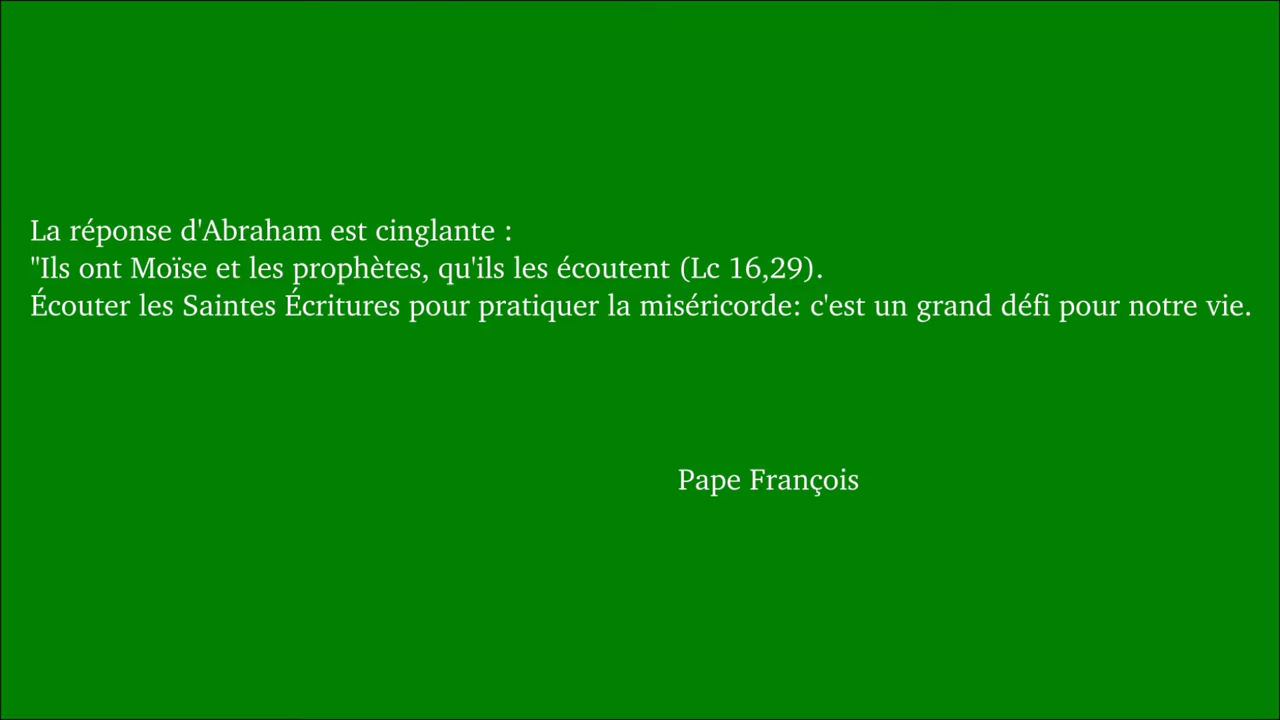 La réponse d'Abraham est cinglante :
"Ils ont Moïse et les prophètes, qu'ils les écoutent (Lc 16,29).
Écouter les Saintes Écritures pour pratiquer la miséricorde: c'est un grand défi pour notre vie.
Pape François